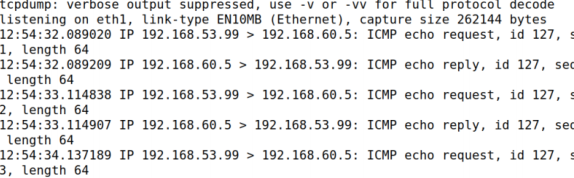 tcpdump: verbose output suppressed, use -v or -vv for full protocol decode
listening on eth1, link-type EN10MB (Ethernet), capture size 262144 bytes
12:54:32.089020 IP 192.168.53.99 > 192.168.60.5: ICMP echo request, id 127, s
1, length 64
12:54:32.089209 IP 192.168.60.5 > 192.168.53.99: ICMP echo reply, id 127, seq
length 64
12:54:33.114838 IP 192.168.53.99 > 192.168.60.5: ICMP echo request, id 127, s
2, length 64
12:54:33.114907 IP 192.168.60.5 > 192.168.53.99: ICMP echo reply, id 127, seq
length 64
12:54:34.137189 IP 192.168.53.99 > 192.168.60.5: ICMP echo request, id 127, s
3, length 64